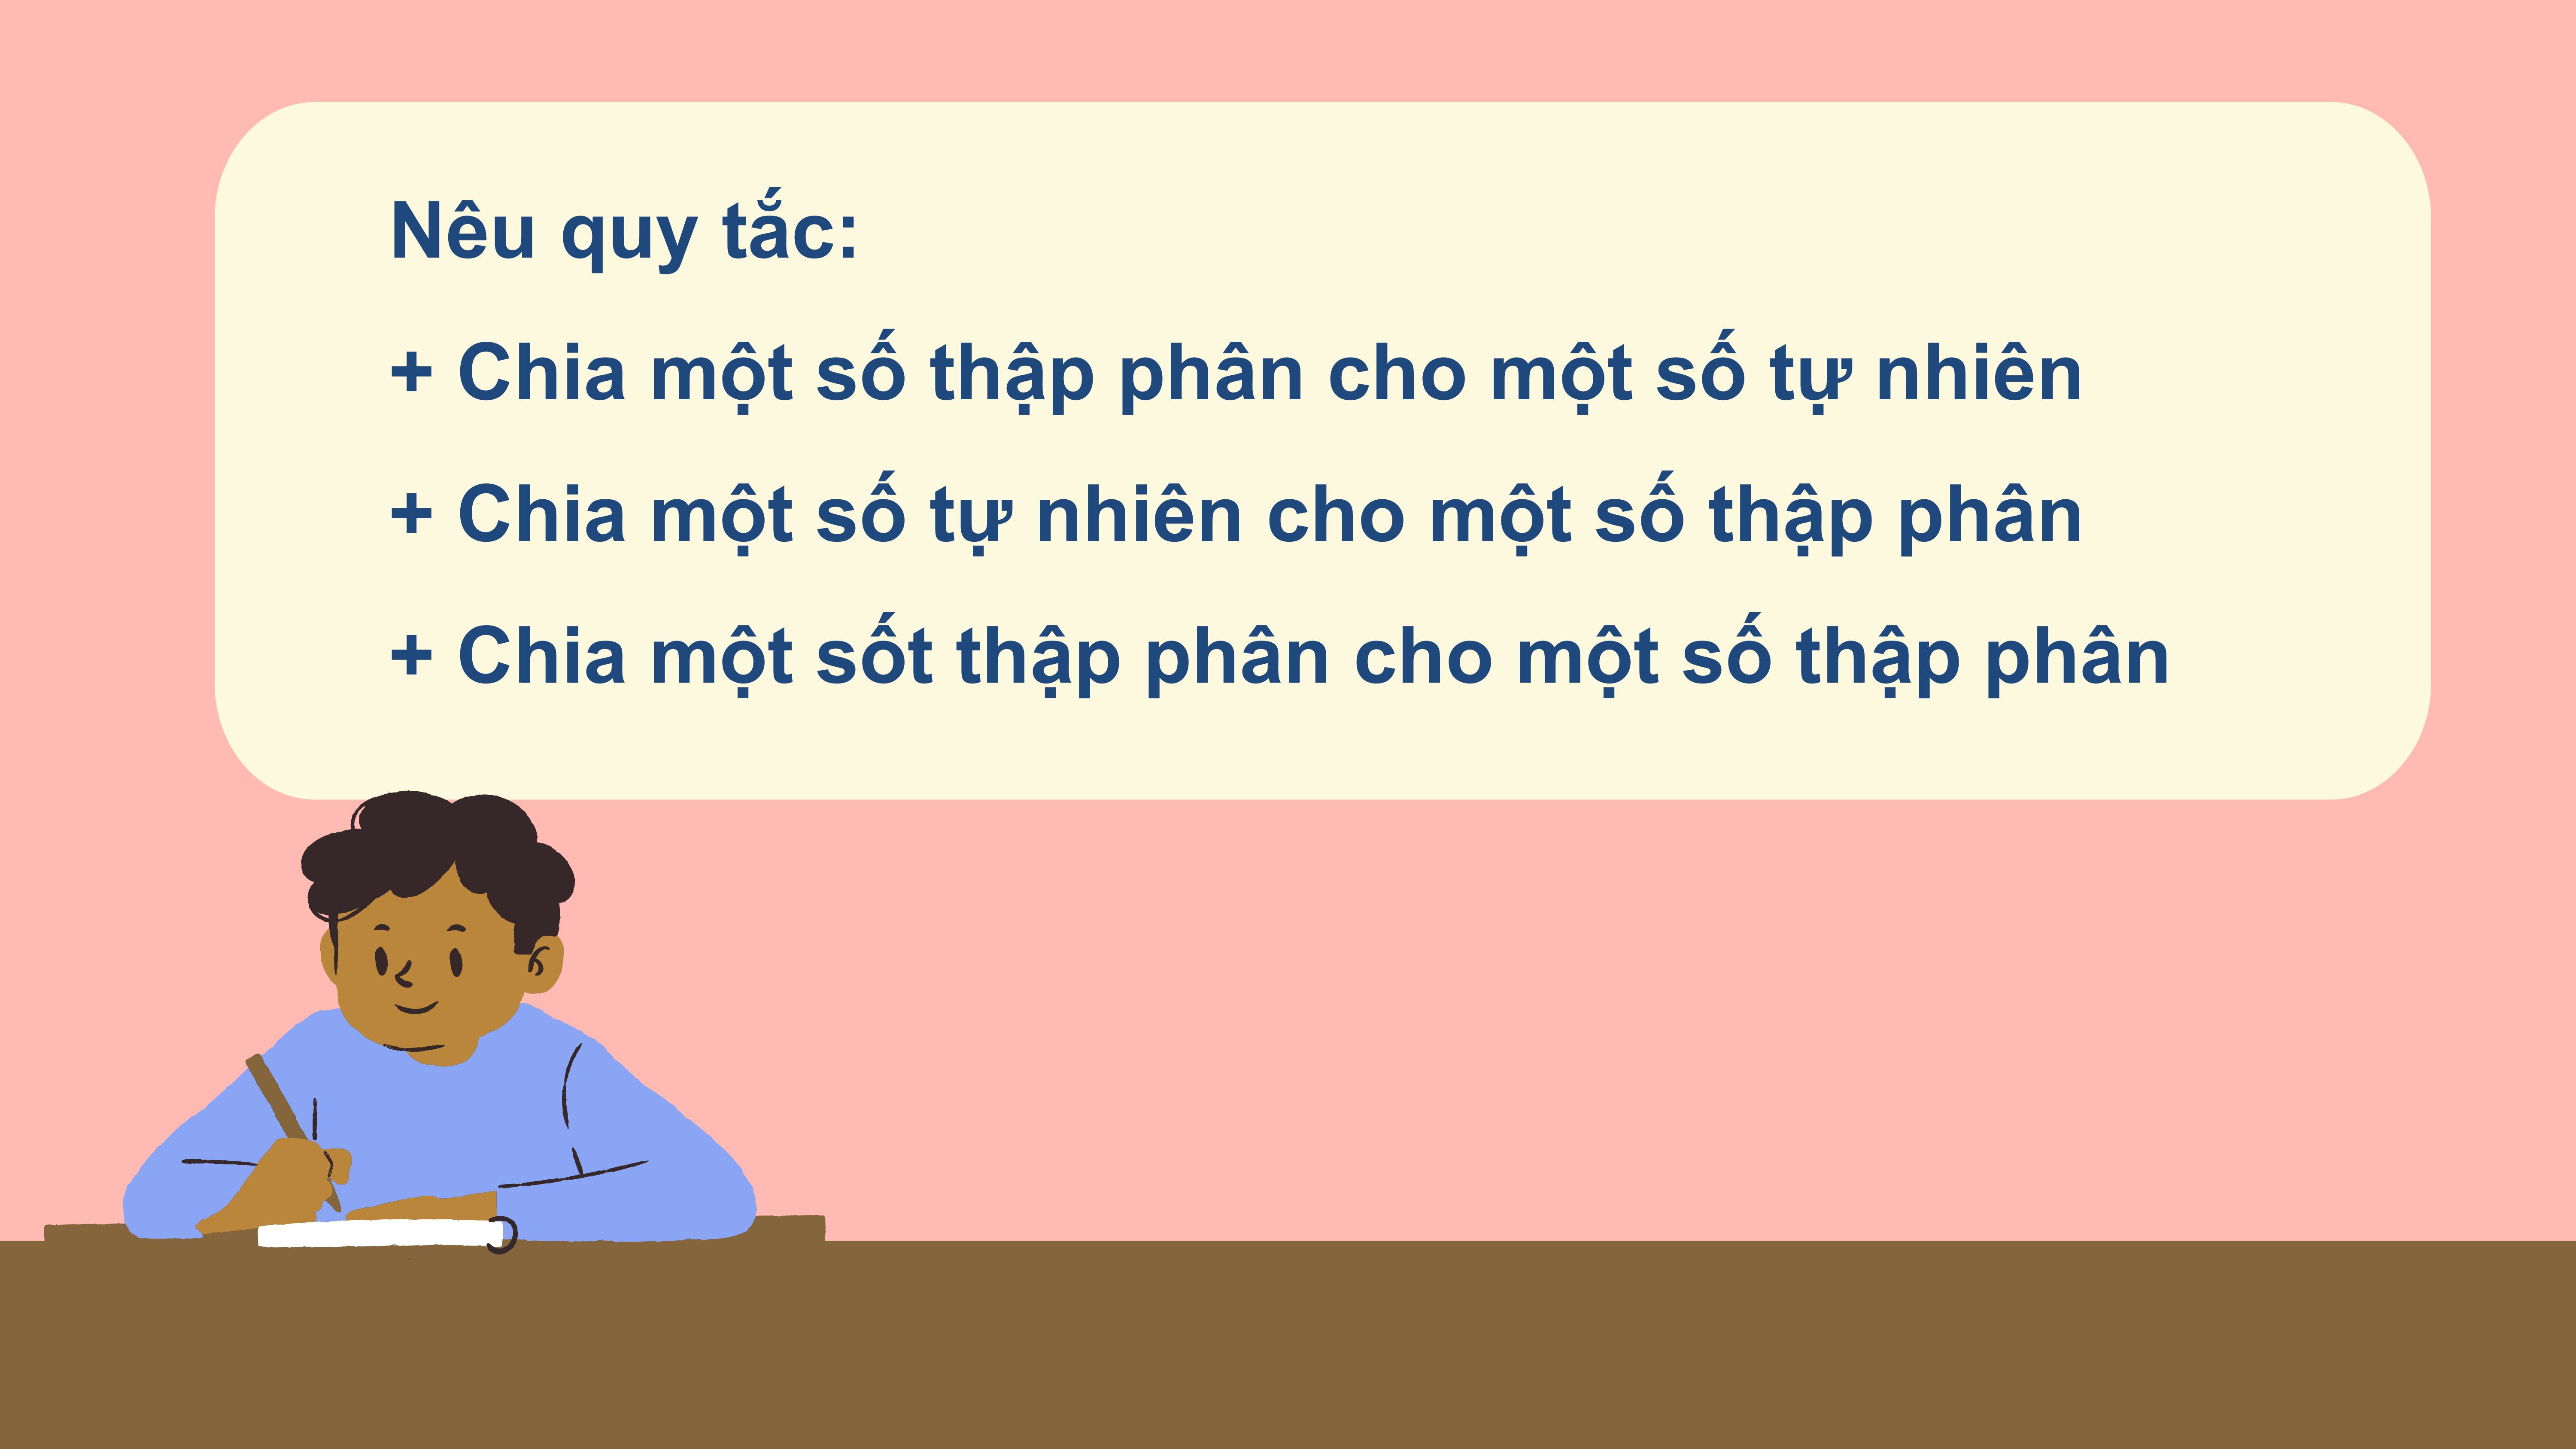 Nêu quy tắc:
+ Chia một số thập phân cho một số tự nhiên
+ Chia một số tự nhiên cho một số thập phân
+ Chia một sốt thập phân cho một số thập phân